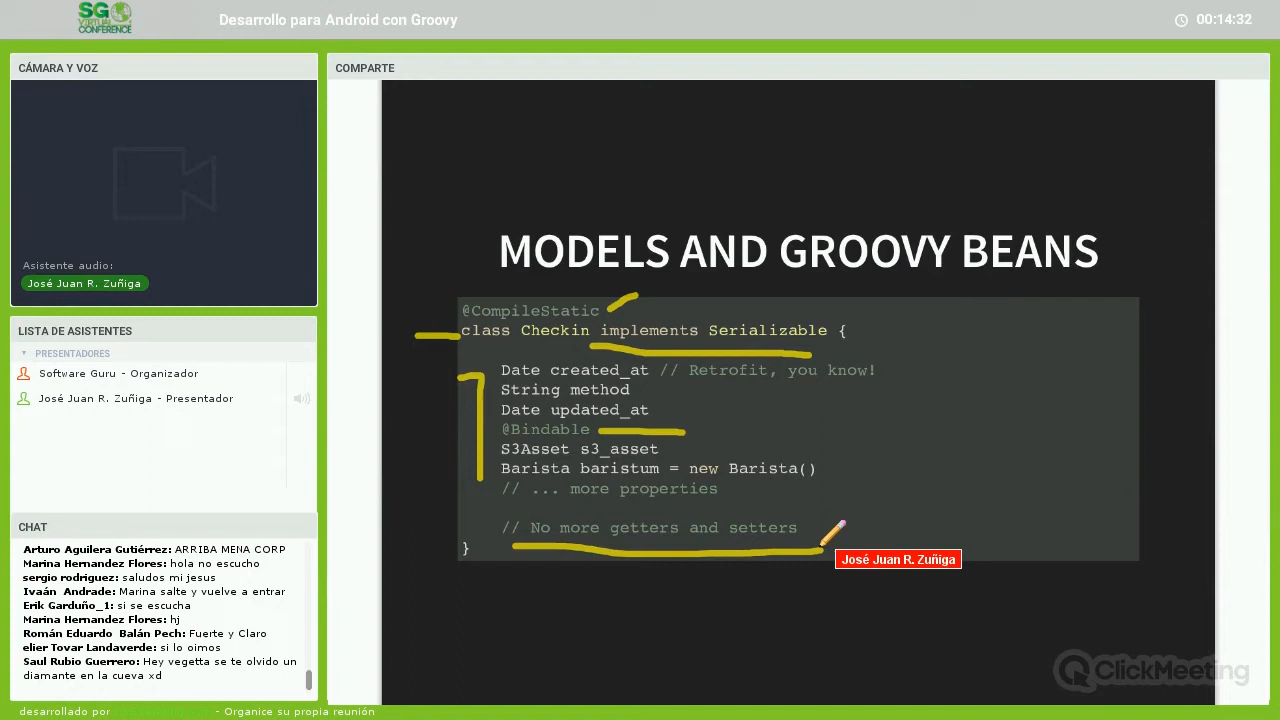 SG
VIRTUAL
CONFERENCE
Desarrollo para Android con Groovy
00:14:32
CÁMARA Y VOZ
Asistente audio:
José Juan R. Zuñiga
LISTA DE ASISTENTES
PRESENTADORES
Software Guru - Organizador
José Juan R. Zuñiga - Presentador
CHAT
Arturo Aguilera Gutiérrez: ARRIBA MENA CORP
Marina Hernandez Flores: hola no escucho
sergio rodriguez: saludos mi jesus
Ivaán Andrade: Marina salte y vuelve a entrar
Erik Garduño_1: si se escucha
Marina Hernandez Flores: hj
Román Eduardo Balán Pech: Fuerte y Claro
elier Tovar Landaverde: si lo oimos
Saul Rubio Guerrero: Hey vegetta se te olvido un
diamante en la cueva xd
desarrollado por - Organice su propia reunión
COMPARTE
MODELS AND GROOVY BEANS
@CompileStatic
class Checkin implements Serializable {
Date created_at // Retrofit, you know!
String method
Date updated_at
@Bindable
S3Asset s3_asset
Barista baristum = new Barista()
// ... more properties
// No more getters and setters
}
José Juan R. Zuñiga
ClickMeeting